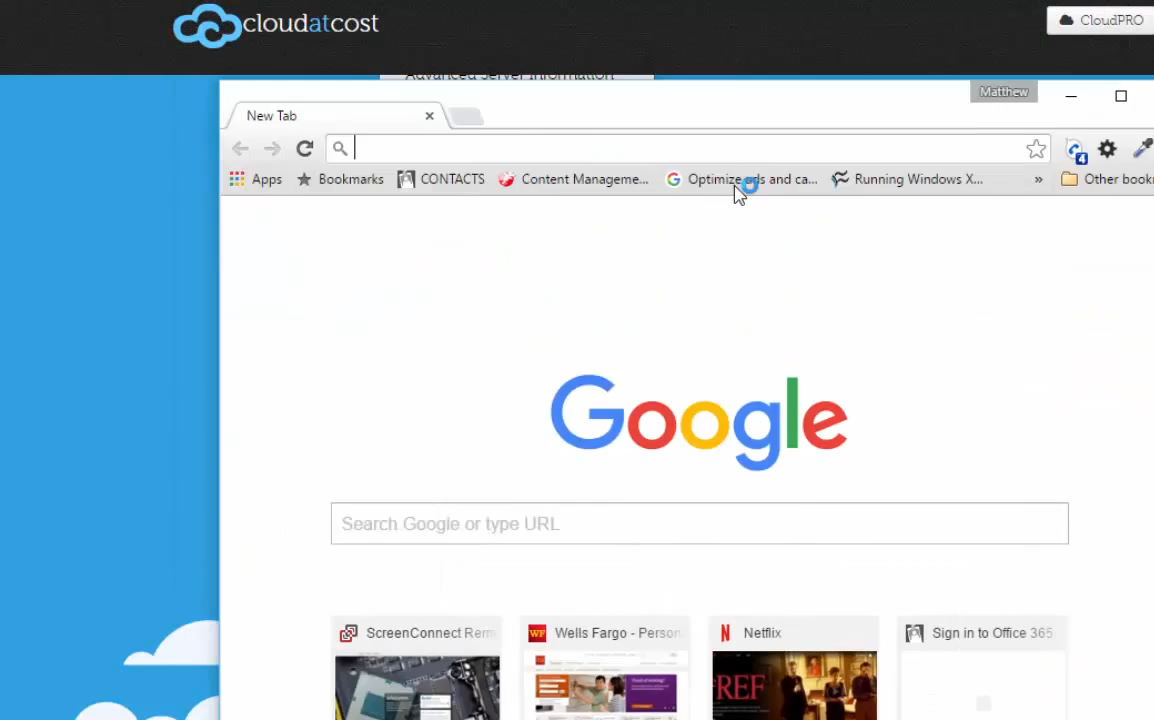 cloudatcost
CloudPRO
Advanced Server Information
Matthew
New Tab
Apps Bookmarks CONTACTS Content Manageme... Optimize ads and ca... Running Windows X... » Other book
4
Google
Search Google or type URL
ScreenConnect Rem
Wells Fargo - Person
Netflix
Sign in to Office 365
REF